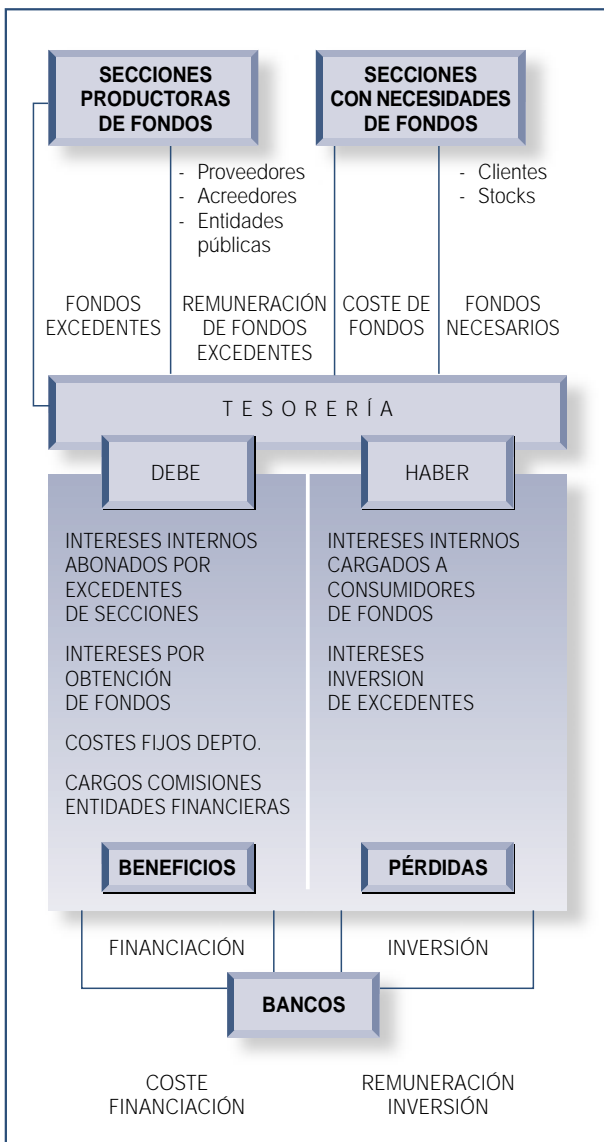 SECCIONES
PRODUCTORAS
DE FONDOS
SECCIONES
CON NECESIDADES
DE FONDOS
- Proveedores
- Acreedores
- Entidades
públicas
- Clientes
- Stocks
FONDOS
EXCEDENTES
REMUNERACIÓN
DE FONDOS
EXCEDENTES
COSTE DE
FONDOS
FONDOS
NECESARIOS
TESORERÍA
DEBE
HABER
INTERESES INTERNOS
ABONADOS POR
EXCEDENTES
DE SECCIONES
INTERESES POR
OBTENCIÓN
DE FONDOS
COSTES FIJOS DEPTO.
CARGOS COMISIONES
ENTIDADES FINANCIERAS
INTERESES INTERNOS
CARGADOS A
CONSUMIDORES
DE FONDOS
INTERESES
INVERSION
DE EXCEDENTES
BENEFICIOS
PÉRDIDAS
FINANCIACIÓN
INVERSIÓN
BANCOS
COSTE
FINANCIACIÓN
REMUNERACIÓN
INVERSIÓN